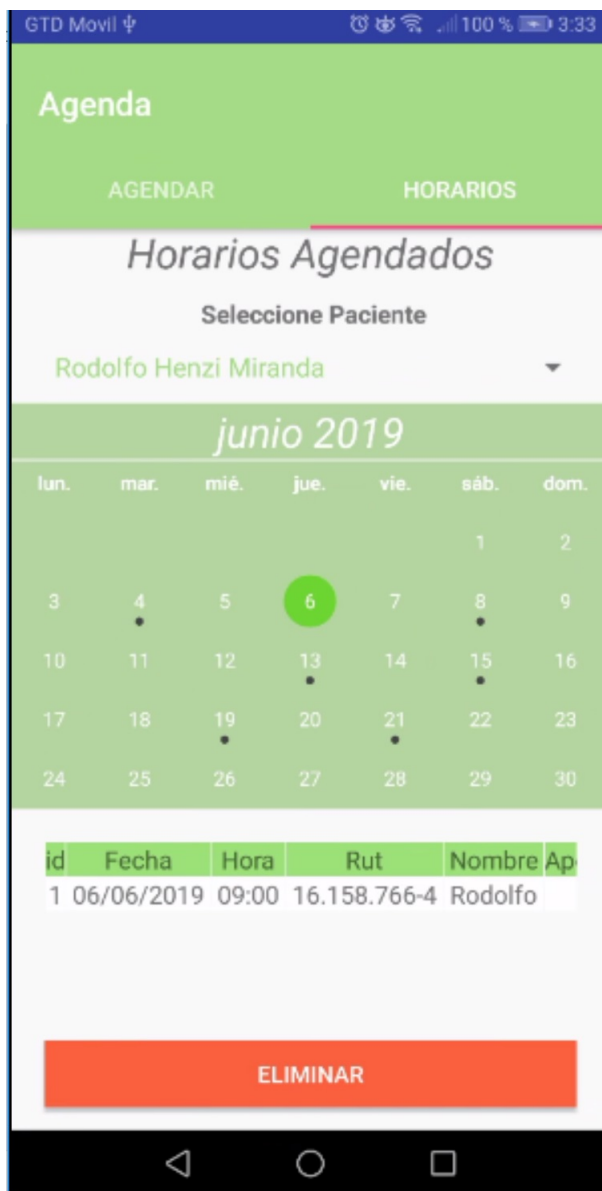 GTD Movil 100 % 3:33
Agenda
AGENDAR HORARIOS
Horarios Agendados
Seleccione Paciente
Rodolfo Henzi Miranda
junio 2019
lun. mar. mié. jue. vie. sáb. dom.
1 2
3 4 5 6 7 8 9
10 11 12 13 14 15 16
17 18 19 20 21 22 23
24 25 26 27 28 29 30
id Fecha Hora Rut Nombre Ap
1 06/06/2019 09:00 16.158.766-4 Rodolfo
ELIMINAR